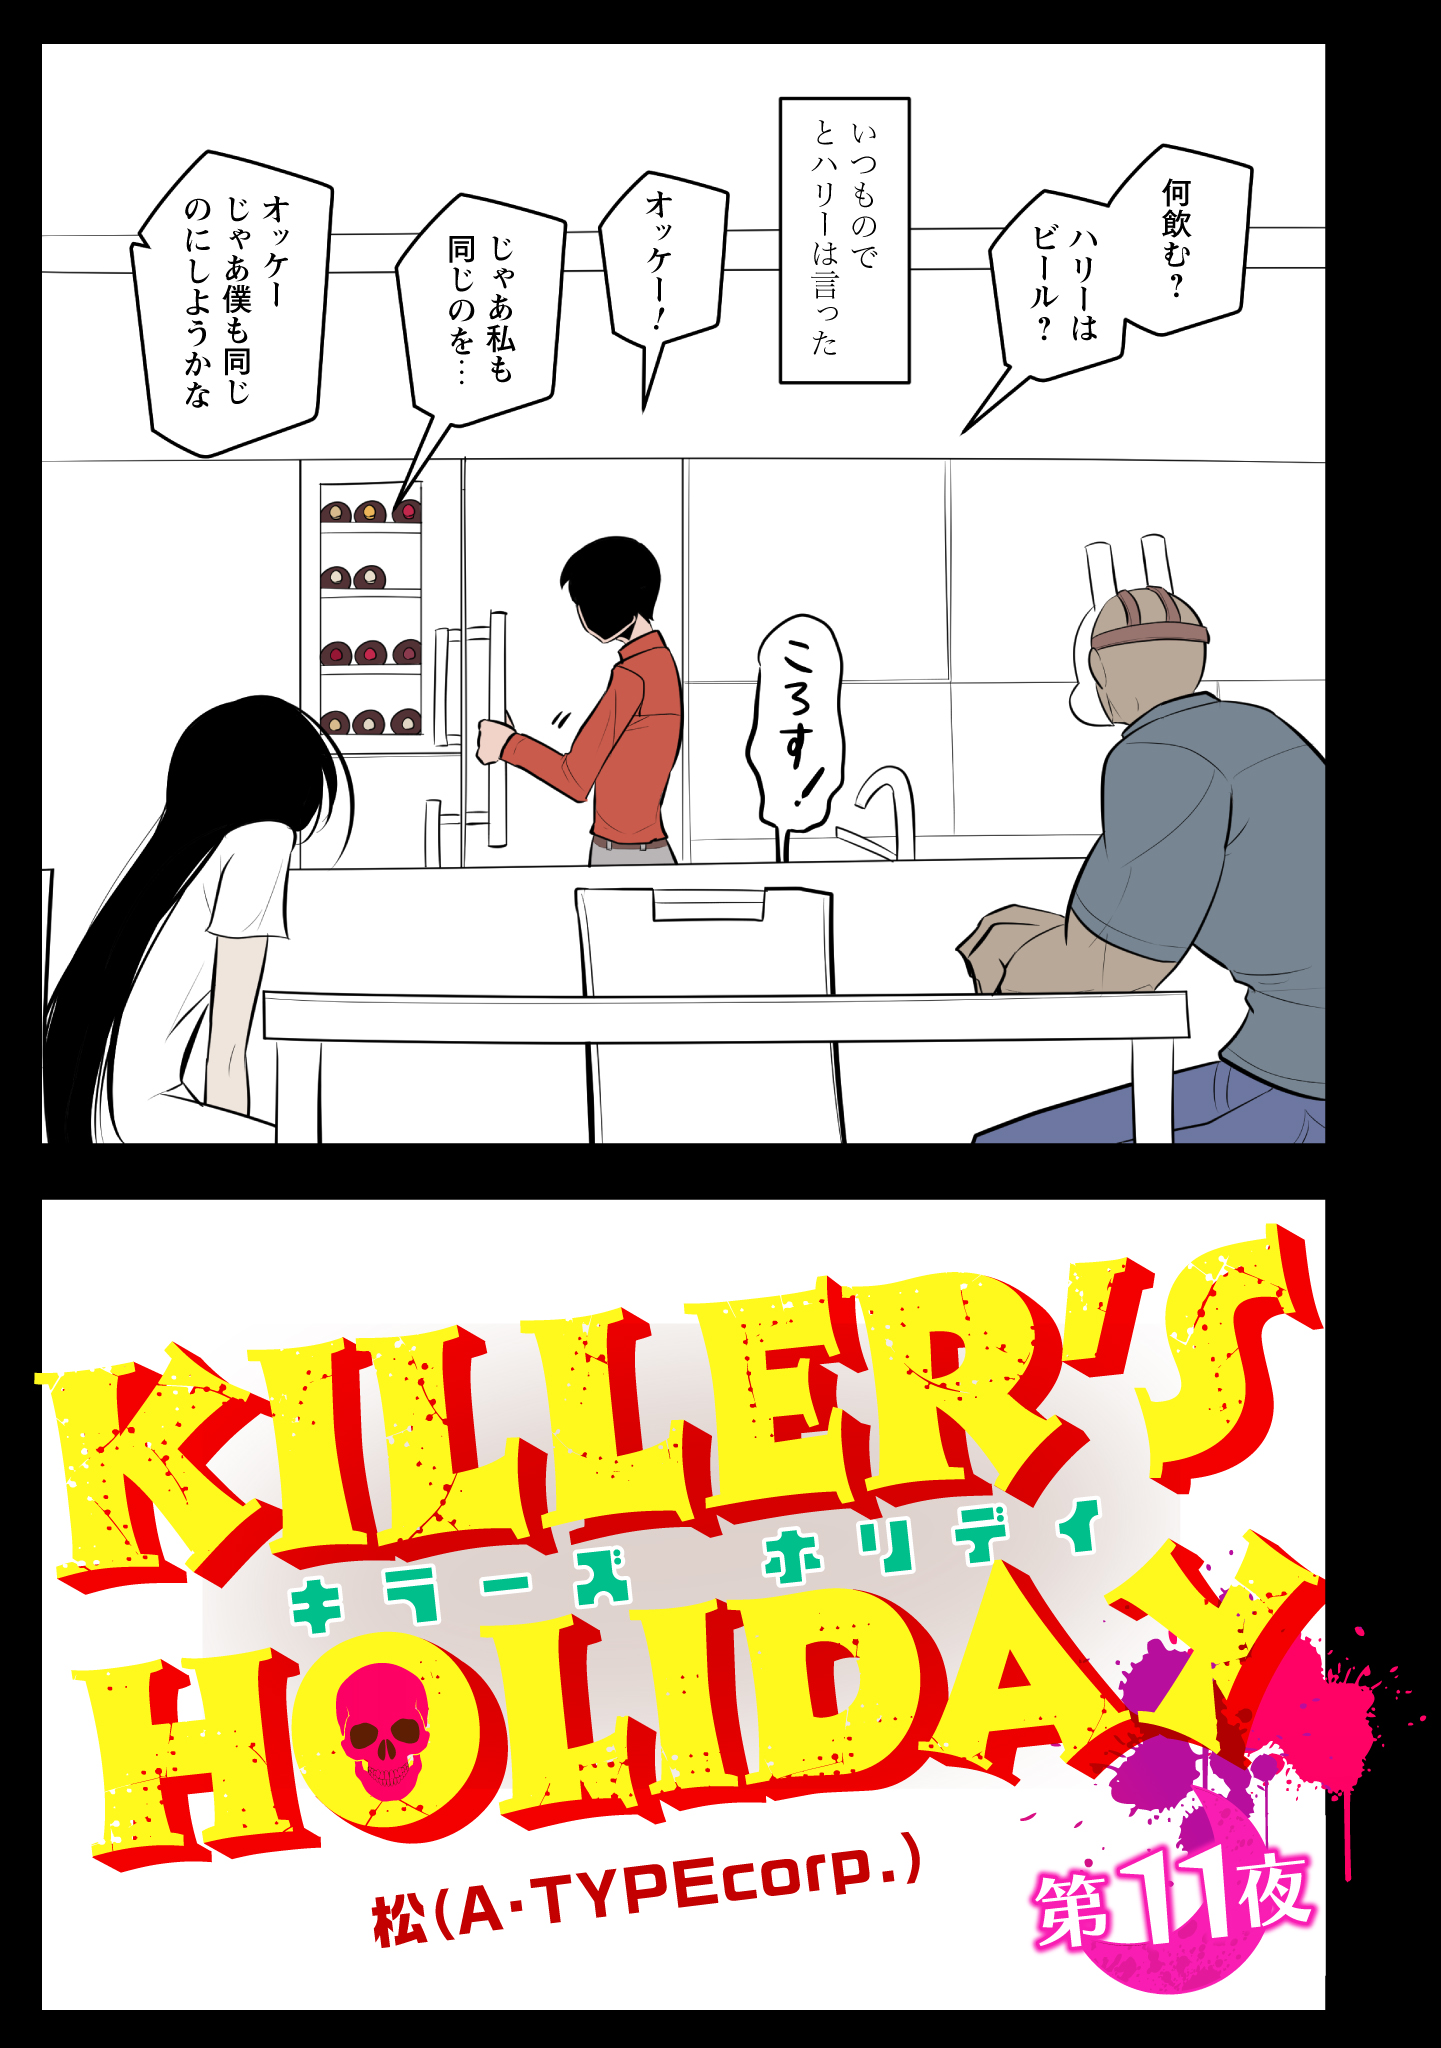 何飲む?
ハリーは
ビール?
いつもので
とハリーは言った
オッケー!
じゃあ私も
同じのを…
オッケー
じゃあ僕も同じ
のにしようかな
ころす!
KILLER'S
キラーズ ホリデイ
HOLIDAY
松(A・TYPEcorp.)
第11夜